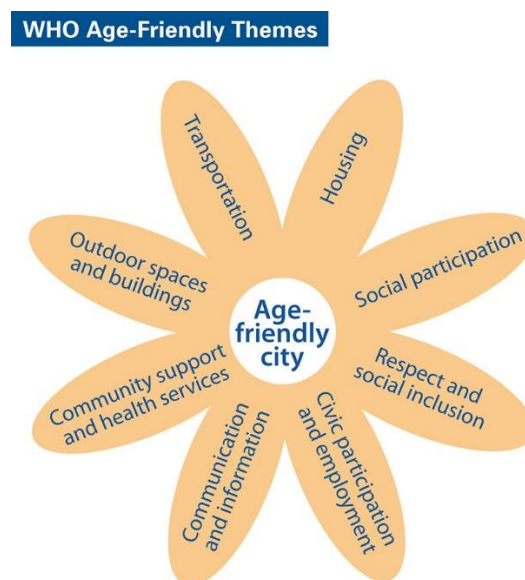 WHO Age-Friendly Themes
Transportation
Housing
Social participation
Respect and
social inclusion
Civic participation
and employment
Communication
and information
Community support
and health services
Outdoor spaces
and buildings
Age-
friendly
city